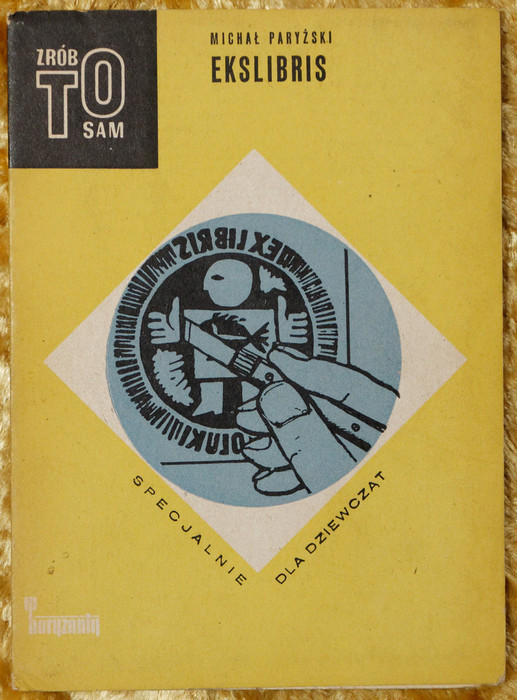 ZRÓB
TO
SAM
MICHAŁ PARYŻSKI
EKSLIBRIS
EX LIBRIS
SPECJALNIE DLA DZIEWCZĄT
Horyzonty